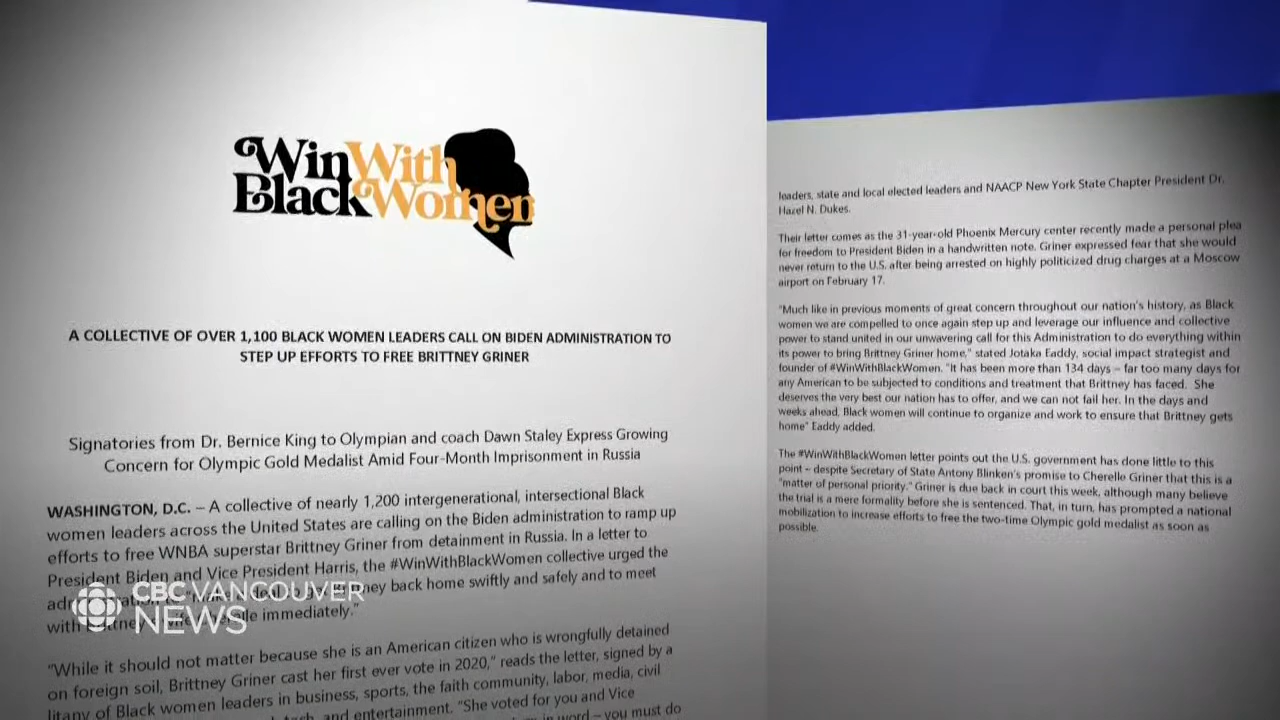 Win With
Black Women
A COLLECTIVE OF OVER 1,100 BLACK WOMEN LEADERS CALL ON BIDEN ADMINISTRATION TO
STEP UP EFFORTS TO FREE BRITTNEY GRINER
Signatories from Dr. Bernice King to Olympian and coach Dawn Staley Express Growing
Concern for Olympic Gold Medalist Amid Four-Month Imprisonment in Russia
WASHINGTON, D.C. – A collective of nearly 1,200 intergenerational, intersectional Black
women leaders across the United States are calling on the Biden administration to ramp up
efforts to free WNBA superstar Brittney Griner from detainment in Russia. In a letter to
President Biden and Vice President Harris, the #WinWithBlackWomen collective urged the
back home swiftly and safely and to meet
with immediately.”
“While it should not matter because she is an American citizen who is wrongfully detained
on foreign soil, Brittney Griner cast her first ever vote in 2020,” reads the letter, signed by a
litany of Black women leaders in business, sports, the faith community, labor, media, civil
and entertainment. “She voted for you and Vice
word – you must do
leaders, state and local elected leaders and NAACP New York State Chapter President Dr.
Hazel N. Dukes.
Their letter comes as the 31-year-old Phoenix Mercury center recently made a personal plea
for freedom to President Biden in a handwritten note. Griner expressed fear that she would
never return to the U.S. after being arrested on highly politicized drug charges at a Moscow
airport on February 17.
“Much like in previous moments of great concern throughout our nation's history, as Black
women we are compelled to once again step up and leverage our influence and collective
power to stand united in our unwavering call for this Administration to do everything within
its power to bring Brittney Griner home,” stated Jotaka Eaddy, social impact strategist and
founder of #WinWithBlackWomen. “It has been more than 134 days – far too many days for
any American to be subjected to conditions and treatment that Brittney has faced. She
deserves the very best our nation has to offer, and we can not fail her. In the days and
weeks ahead, Black women will continue to organize and work to ensure that Brittney gets
home” Eaddy added.
The #WinWithBlackWomen letter points out the U.S. government has done little to this
point – despite Secretary of State Antony Blinken's promise to Cherelle Griner that this is a
“matter of personal priority.” Griner is due back in court this week, although many believe
the trial is a mere formality before she is sentenced. That, in turn, has prompted a national
mobilization to increase efforts to free the two-time Olympic gold medalist as soon as
possible.
CBC VANCOUVER
NEWS